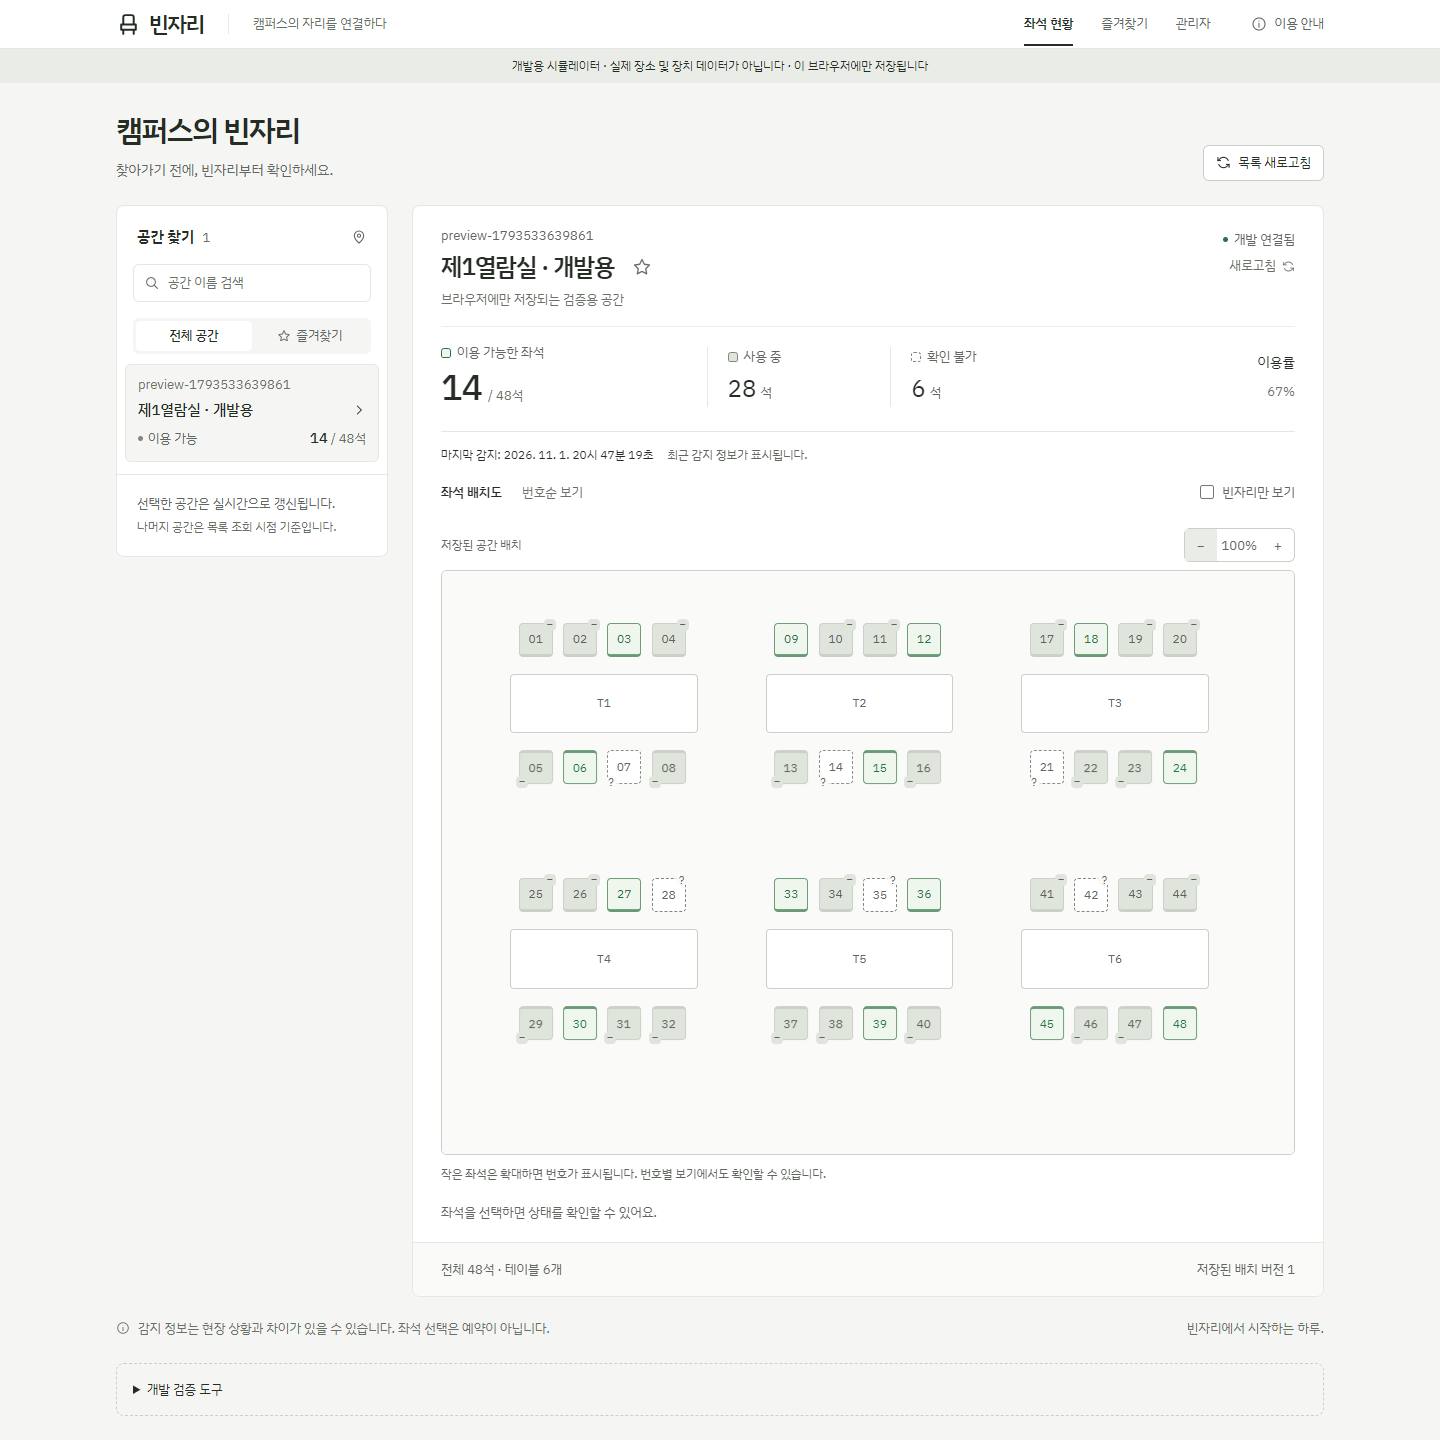 빈자리
캠퍼스의 자리를 연결하다
좌석 현황 즐겨찾기 관리자 이용 안내
개발용 시뮬레이터 · 실제 장소 및 장치 데이터가 아닙니다 · 이 브라우저에만 저장됩니다
캠퍼스의 빈자리
찾아가기 전에, 빈자리부터 확인하세요.
목록 새로고침
공간 찾기 1
공간 이름 검색
전체 공간 즐겨찾기
preview-1793533639861
제1열람실 · 개발용
이용 가능 14 / 48석
선택한 공간은 실시간으로 갱신됩니다.
나머지 공간은 목록 조회 시점 기준입니다.
preview-1793533639861
제1열람실 · 개발용
브라우저에만 저장되는 검증용 공간
개발 연결됨
새로고침
이용 가능한 좌석
14 / 48석
사용 중
28 석
확인 불가
6 석
이용률
67%
마지막 감지: 2026. 11. 1. 20시 47분 19초 최근 감지 정보가 표시됩니다.
좌석 배치도 번호순 보기 빈자리만 보기
저장된 공간 배치 − 100% +
01 − 02 − 03 04 − 09 10 − 11 − 12 17 − 18 19 − 20 −
T1 T2 T3
05 − 06 07 ? 08 − 13 − 14 ? 15 16 − 21 ? 22 − 23 − 24
25 − 26 − 27 28 ? 33 34 − 35 ? 36 41 − 42 ? 43 − 44 −
T4 T5 T6
29 − 30 31 − 32 − 37 − 38 − 39 40 − 45 46 − 47 − 48
작은 좌석은 확대하면 번호가 표시됩니다. 번호별 보기에서도 확인할 수 있습니다.
좌석을 선택하면 상태를 확인할 수 있어요.
전체 48석 · 테이블 6개 저장된 배치 버전 1
감지 정보는 현장 상황과 차이가 있을 수 있습니다. 좌석 선택은 예약이 아닙니다.
빈자리에서 시작하는 하루.
개발 검증 도구